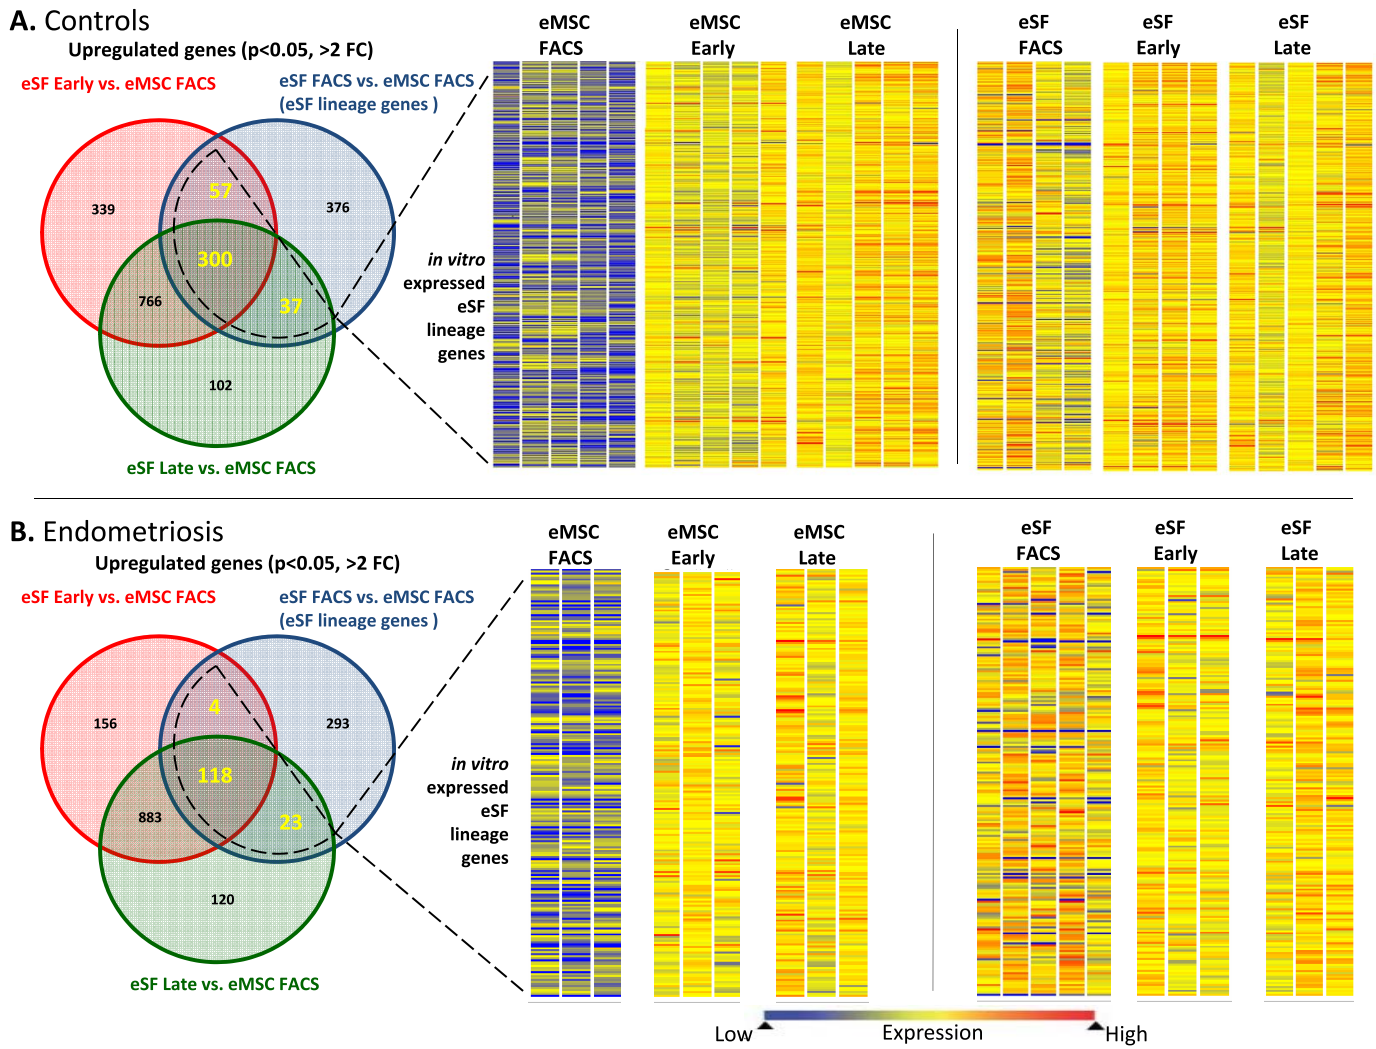 A. Controls
Upregulated genes (p<0.05, >2 FC)
eSF Early vs. eMSC FACS
eSF FACS vs. eMSC FACS
(eSF lineage genes )
339
57
376
300
766
37
102
eSF Late vs. eMSC FACS
in vitro
expressed
eSF
lineage
genes
eMSC
FACS
eMSC
Early
eMSC
Late
eSF
FACS
eSF
Early
eSF
Late
B. Endometriosis
Upregulated genes (p<0.05, >2 FC)
eSF Early vs. eMSC FACS
eSF FACS vs. eMSC FACS
(eSF lineage genes )
156
4
293
118
883
23
120
eSF Late vs. eMSC FACS
in vitro
expressed
eSF
lineage
genes
eMSC
FACS
eMSC
Early
eMSC
Late
eSF
FACS
eSF
Early
eSF
Late
Low
Expression
High